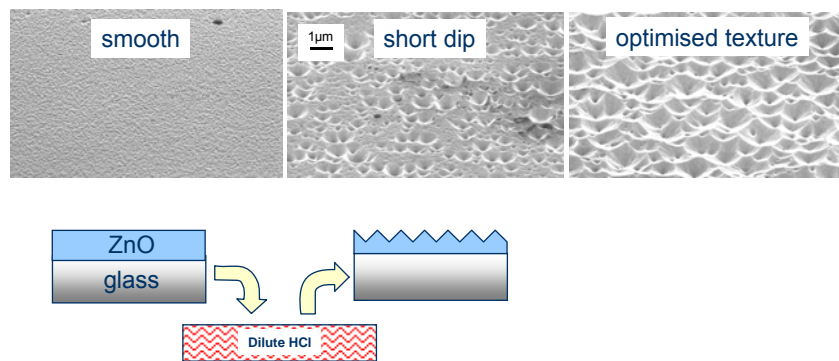 smooth
1µm
short dip
optimised texture
ZnO
glass
Dilute HCl